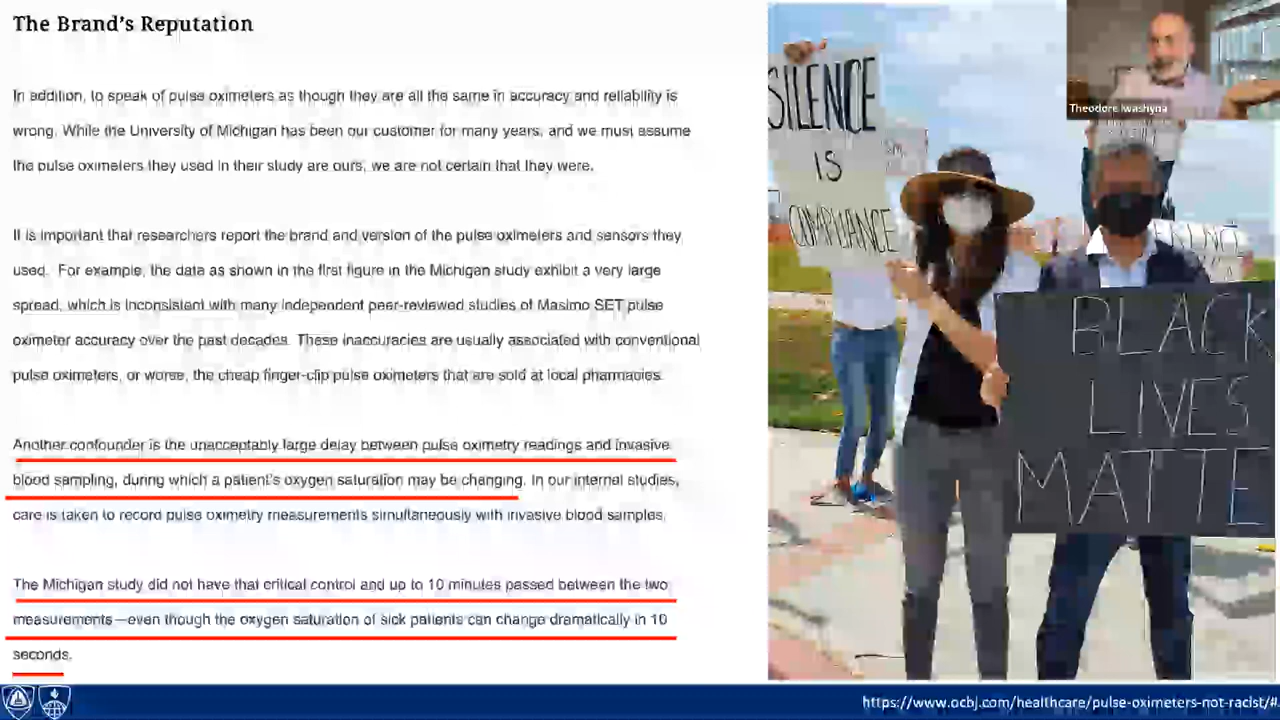 The Brand's Reputation
In addition, to speak of pulse oximeters as though they are all the same in accuracy and reliability is
wrong. While the University of Michigan has been our customer for many years, and we must assume
the pulse oximeters they used in their study are ours, we are not certain that they were.
It is important that researchers report the brand and version of the pulse oximeters and sensors they
used. For example, the data as shown in the first figure in the Michigan study exhibit a very large
spread, which is inconsistent with many independent peer-reviewed studies of Masimo SET pulse
oximeter accuracy over the past decades. These inaccuracies are usually associated with conventional
pulse oximeters, or worse, the cheap finger-clip pulse oximeters that are sold at local pharmacies.
Another confounder is the unacceptably large delay between pulse oximetry readings and invasive
blood sampling, during which a patient's oxygen saturation may be changing. In our internal studies,
care is taken to record pulse oximetry measurements simultaneously with invasive blood samples.
The Michigan study did not have that critical control and up to 10 minutes passed between the two
measurements—even though the oxygen saturation of sick patients can change dramatically in 10
seconds.
SILENCE
IS
COMPLIANCE
Theodore Iwashyna
BLACK
LIVES
MATTE
https://www.ocbj.com/healthcare/pulse-oximeters-not-racist/#